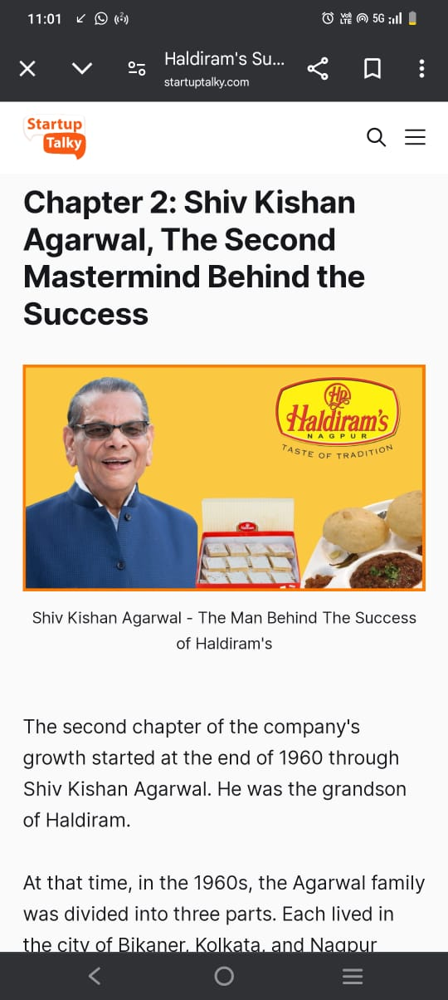 11:01
5G
Haldiram's Su...
startuptalky.com
Startup
Talky
Chapter 2: Shiv Kishan
Agarwal, The Second
Mastermind Behind the
Success
Haldiram's
NAGPUR
TASTE OF TRADITION
Shiv Kishan Agarwal - The Man Behind The Success
of Haldiram's
The second chapter of the company's
growth started at the end of 1960 through
Shiv Kishan Agarwal. He was the grandson
of Haldiram.
At that time, in the 1960s, the Agarwal family
was divided into three parts. Each lived in
the city of Bikaner, Kolkata, and Nagpur